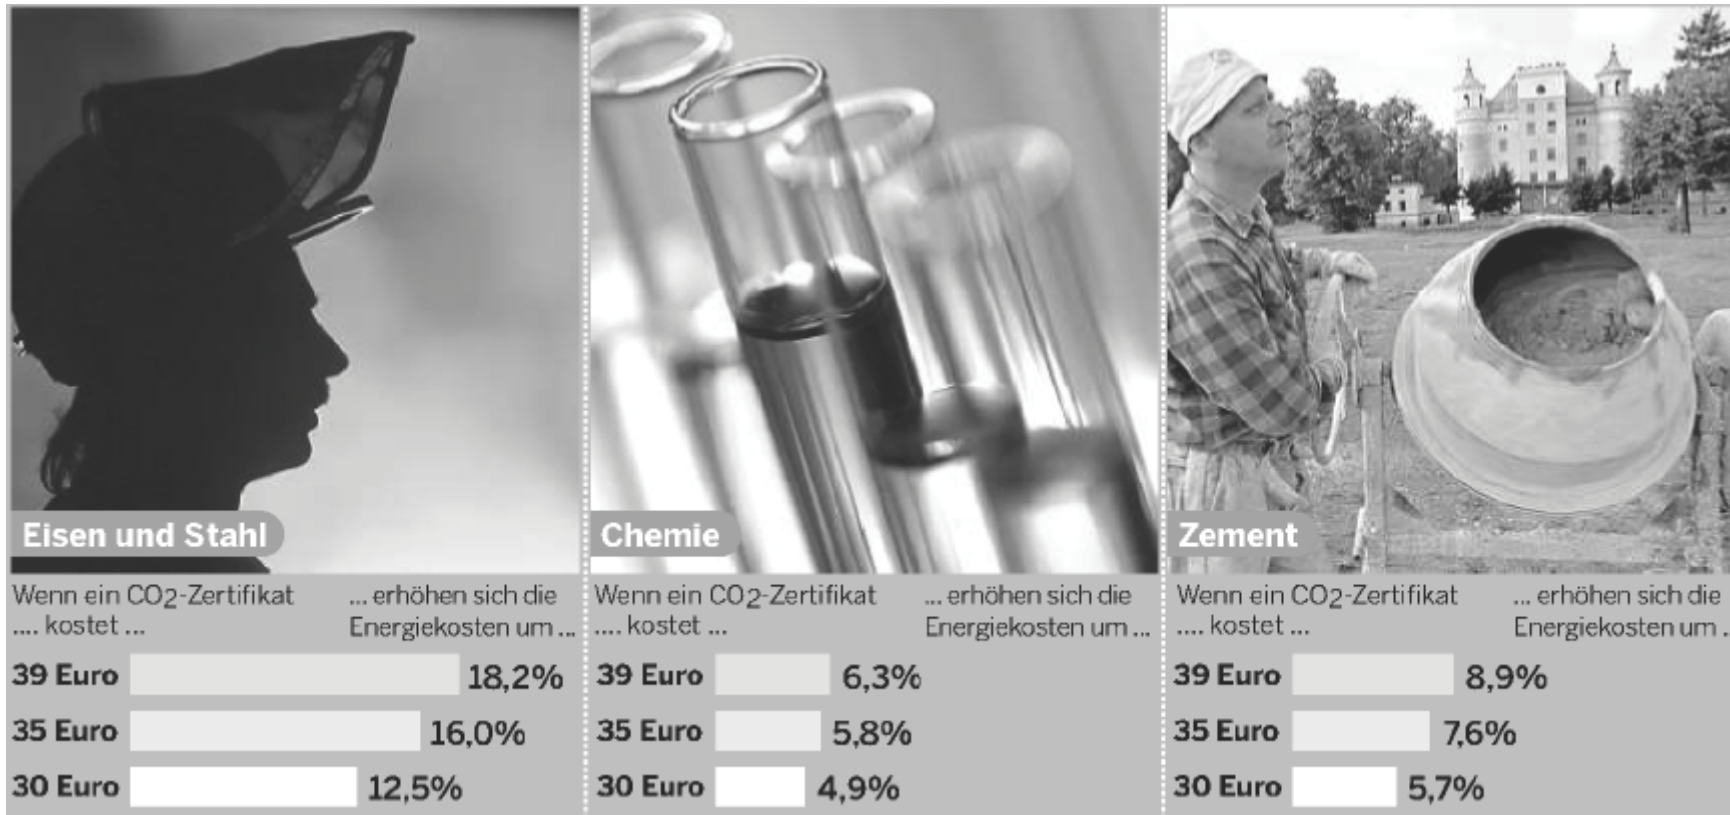 Eisen und Stahl
Wenn ein CO2-Zertifikat
.... kostet ...
... erhöhen sich die
Energiekosten um ...
39 Euro 18,2%
35 Euro 16,0%
30 Euro 12,5%
Chemie
Wenn ein CO2-Zertifikat
.... kostet ...
... erhöhen sich die
Energiekosten um ...
39 Euro 6,3%
35 Euro 5,8%
30 Euro 4,9%
Zement
Wenn ein CO2-Zertifikat
.... kostet ...
... erhöhen sich die
Energiekosten um ..
39 Euro 8,9%
35 Euro 7,6%
30 Euro 5,7%